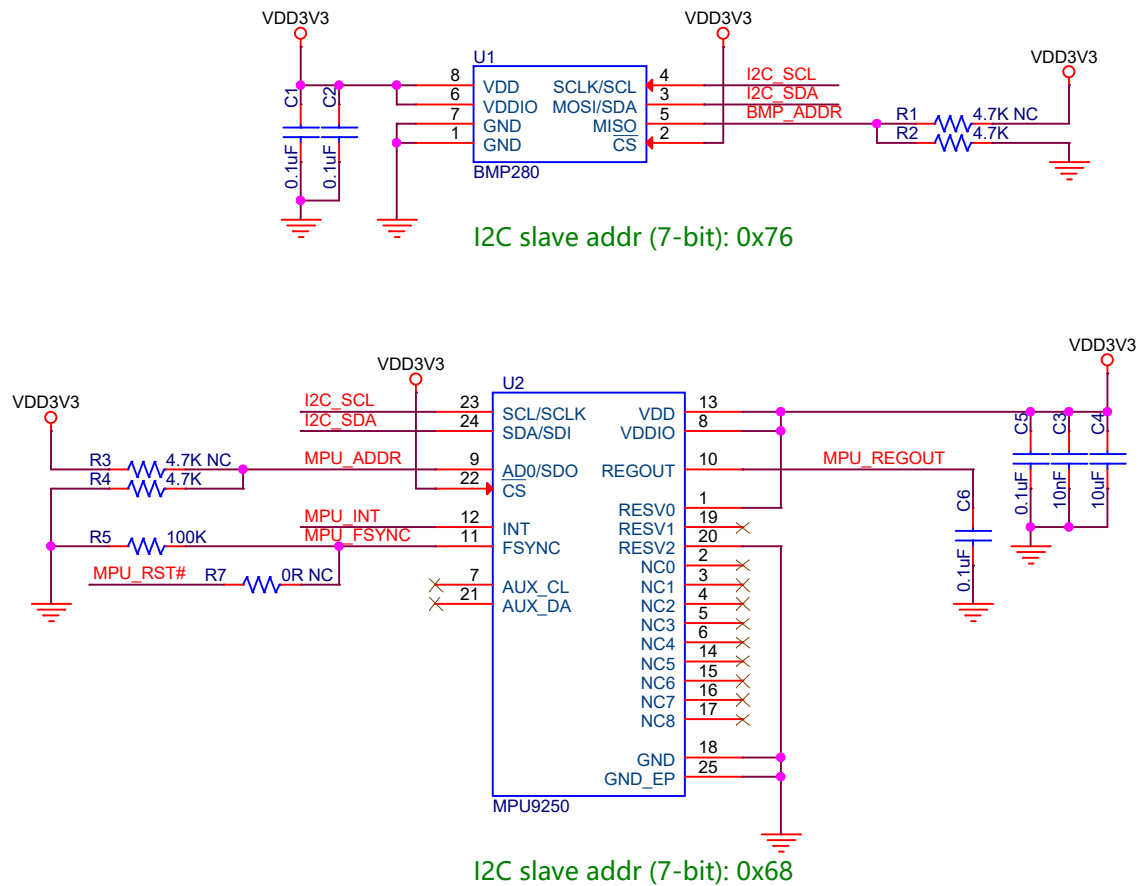 VDD3V3
VDD3V3
VDD3V3
U1
C1
C2
0.1uF
0.1uF
8 VDD SCLK/SCL 4 I2C_SCL
6 VDDIO MOSI/SDA 3 I2C_SDA
7 GND MISO 5 BMP_ADDR
1 GND CS 2
R1 4.7K NC
R2 4.7K
BMP280
I2C slave addr (7-bit): 0x76
VDD3V3
VDD3V3
VDD3V3
U2
I2C_SCL 23 SCL/SCLK VDD 13
I2C_SDA 24 SDA/SDI VDDIO 8
R3 4.7K NC MPU_ADDR 9 AD0/SDO REGOUT 10 MPU_REGOUT
R4 4.7K 22 CS
RESV0 1
MPU_INT 12 INT RESV1 19
R5 100K MPU_FSYNC 11 FSYNC RESV2 20
MPU_RST# R7 0R NC
NC0 2
7 AUX_CL NC1 3
21 AUX_DA NC2 4
NC3 5
NC4 6
NC5 14
NC6 15
NC7 16
NC8 17
GND 18
GND_EP 25
C5
C3
C4
0.1uF
10nF
10uF
C6
0.1uF
MPU9250
I2C slave addr (7-bit): 0x68